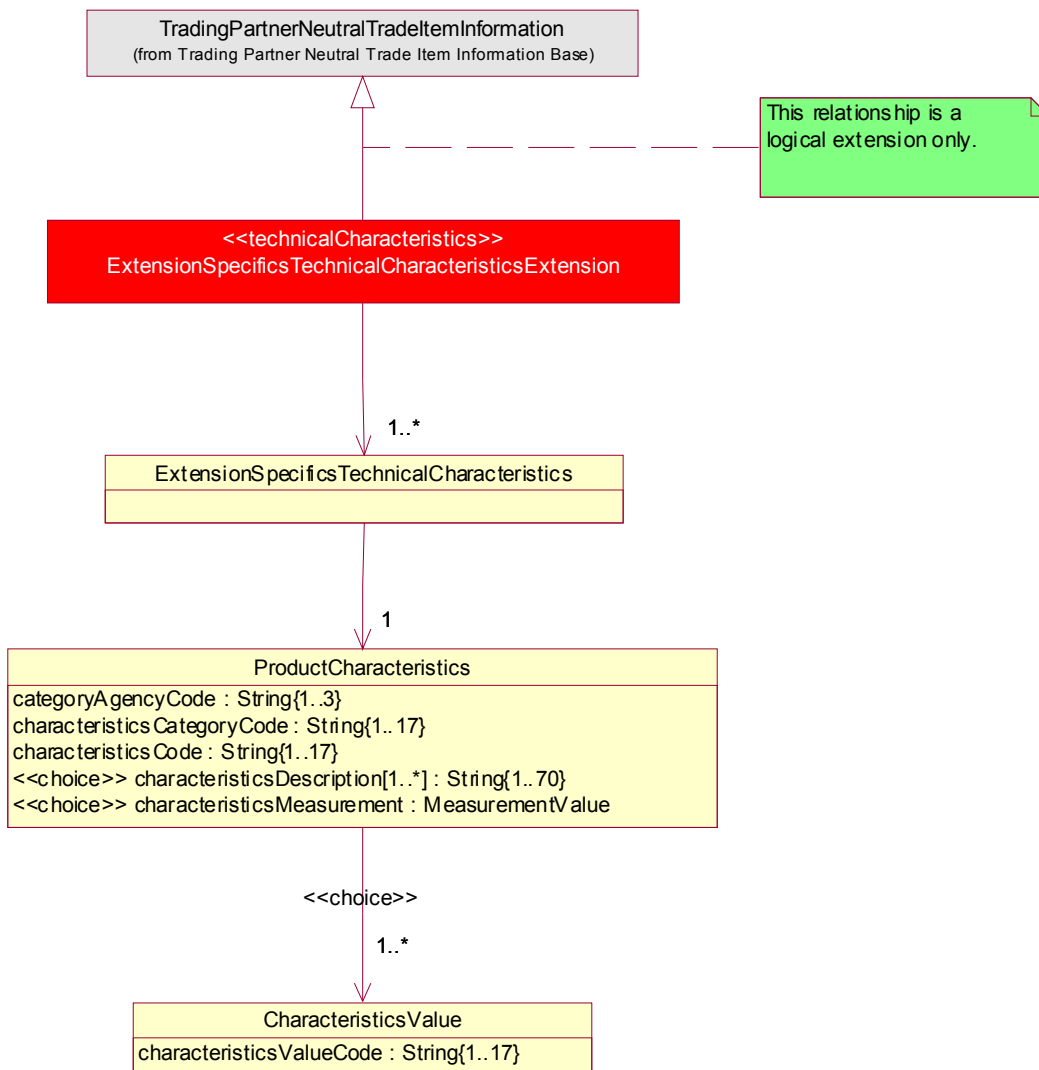 TradingPartnerNeutralTradeItemInformation
(from Trading Partner Neutral Trade Item Information Base)
This relationship is a
logical extension only.
<<technicalCharacteristics>>
ExtensionSpecificsTechnicalCharacteristicsExtension
1..*
ExtensionSpecificsTechnicalCharacteristics
1
ProductCharacteristics
categoryAgencyCode : String{1..3}
characteristicsCategoryCode : String{1..17}
characteristicsCode : String{1..17}
<<choice>> characteristicsDescription[1..*] : String{1..70}
<<choice>> characteristicsMeasurement : MeasurementValue
<<choice>>
1..*
CharacteristicsValue
characteristicsValueCode : String{1..17}